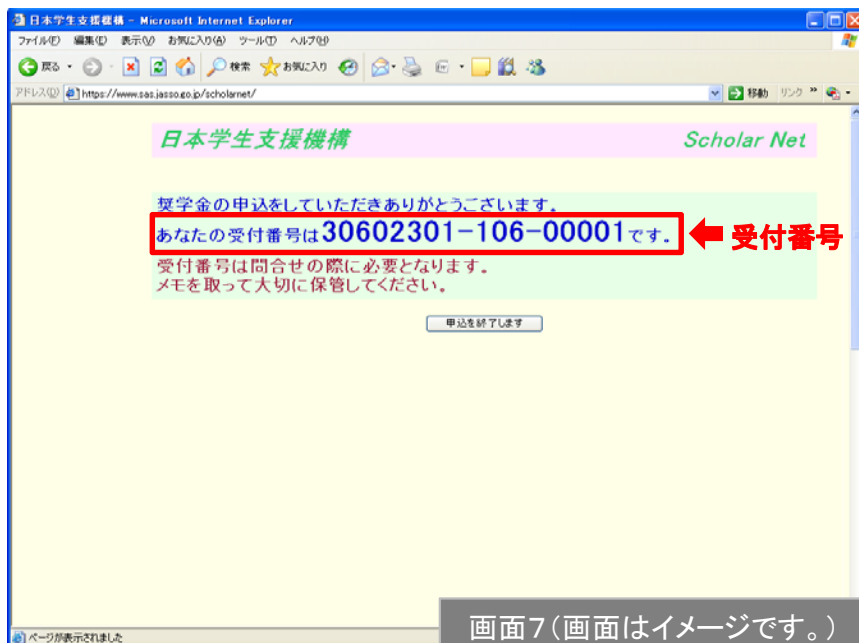 日本学生支援機構 - Microsoft Internet Explorer
ファイル(F) 編集(E) 表示(V) お気に入り(A) ツール(T) ヘルプ(H)
戻る 検索 お気に入り
アドレス(D) https://www.sas.jasso.go.jp/scholarnet/ 移動 リンク »
日本学生支援機構 Scholar Net
奨学金の申込をしていただきありがとうございます。
あなたの受付番号は30602301-106-00001です。 受付番号
受付番号は問合せの際に必要となります。
メモを取って大切に保管してください。
申込を終了します
画面7(画面はイメージです。)
ページが表示されました